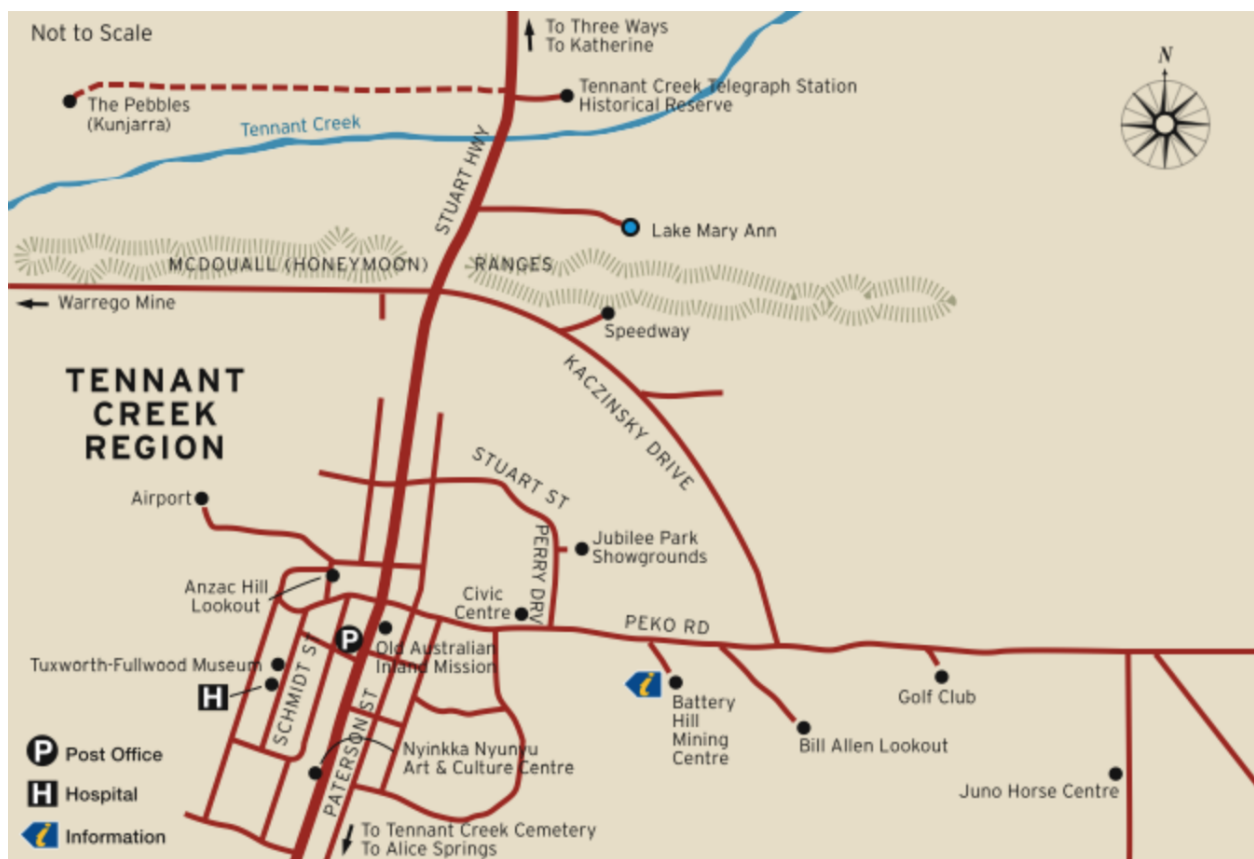 Not to Scale
To Three Ways
To Katherine
N
The Pebbles
(Kunjarra)
Tennant Creek Telegraph Station
Historical Reserve
Tennant Creek
STUART HWY
Lake Mary Ann
MCDOUALL (HONEYMOON) RANGES
Warrego Mine
Speedway
TENNANT
CREEK
REGION
KACZINSKY DRIVE
STUART ST
Airport
PERRY DRV
Jubilee Park
Showgrounds
Anzac Hill
Lookout
Civic
Centre
PEKO RD
P
Old Australian
Inland Mission
Tuxworth-Fullwood Museum
H
SCHMIDT ST
i
Battery
Hill
Mining
Centre
Golf Club
Bill Allen Lookout
PATERSON ST
Nyinkka Nyunyu
Art & Culture Centre
Juno Horse Centre
P Post Office
H Hospital
i Information
To Tennant Creek Cemetery
To Alice Springs